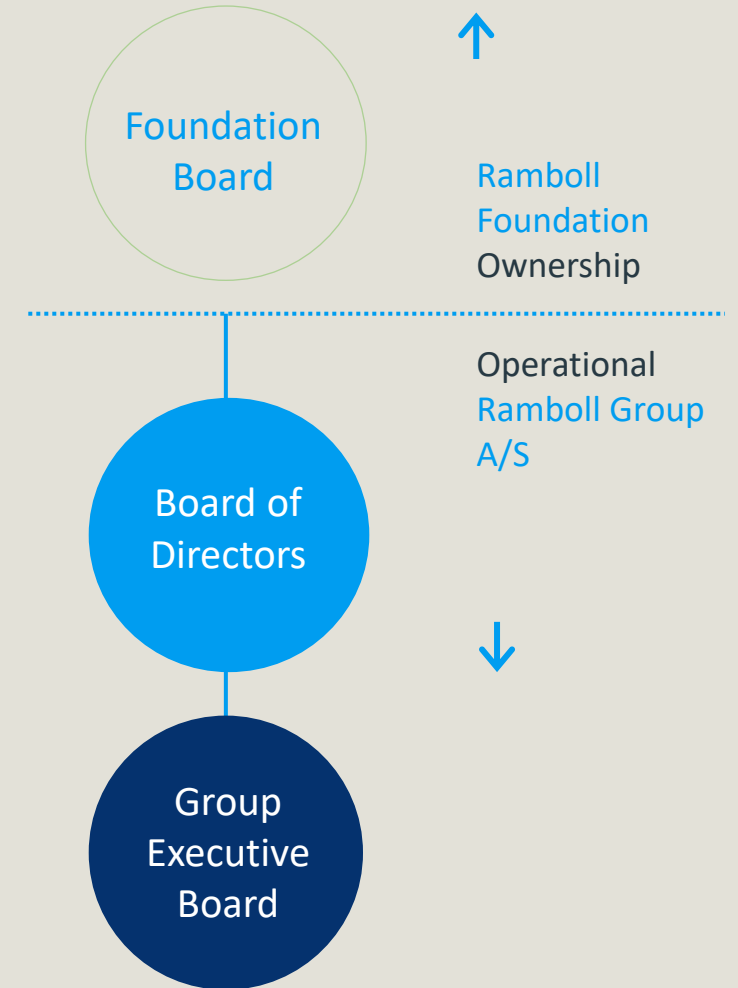 Foundation
Board
Ramboll
Foundation
Ownership
Operational
Ramboll Group
A/S
Board of
Directors
Group
Executive
Board